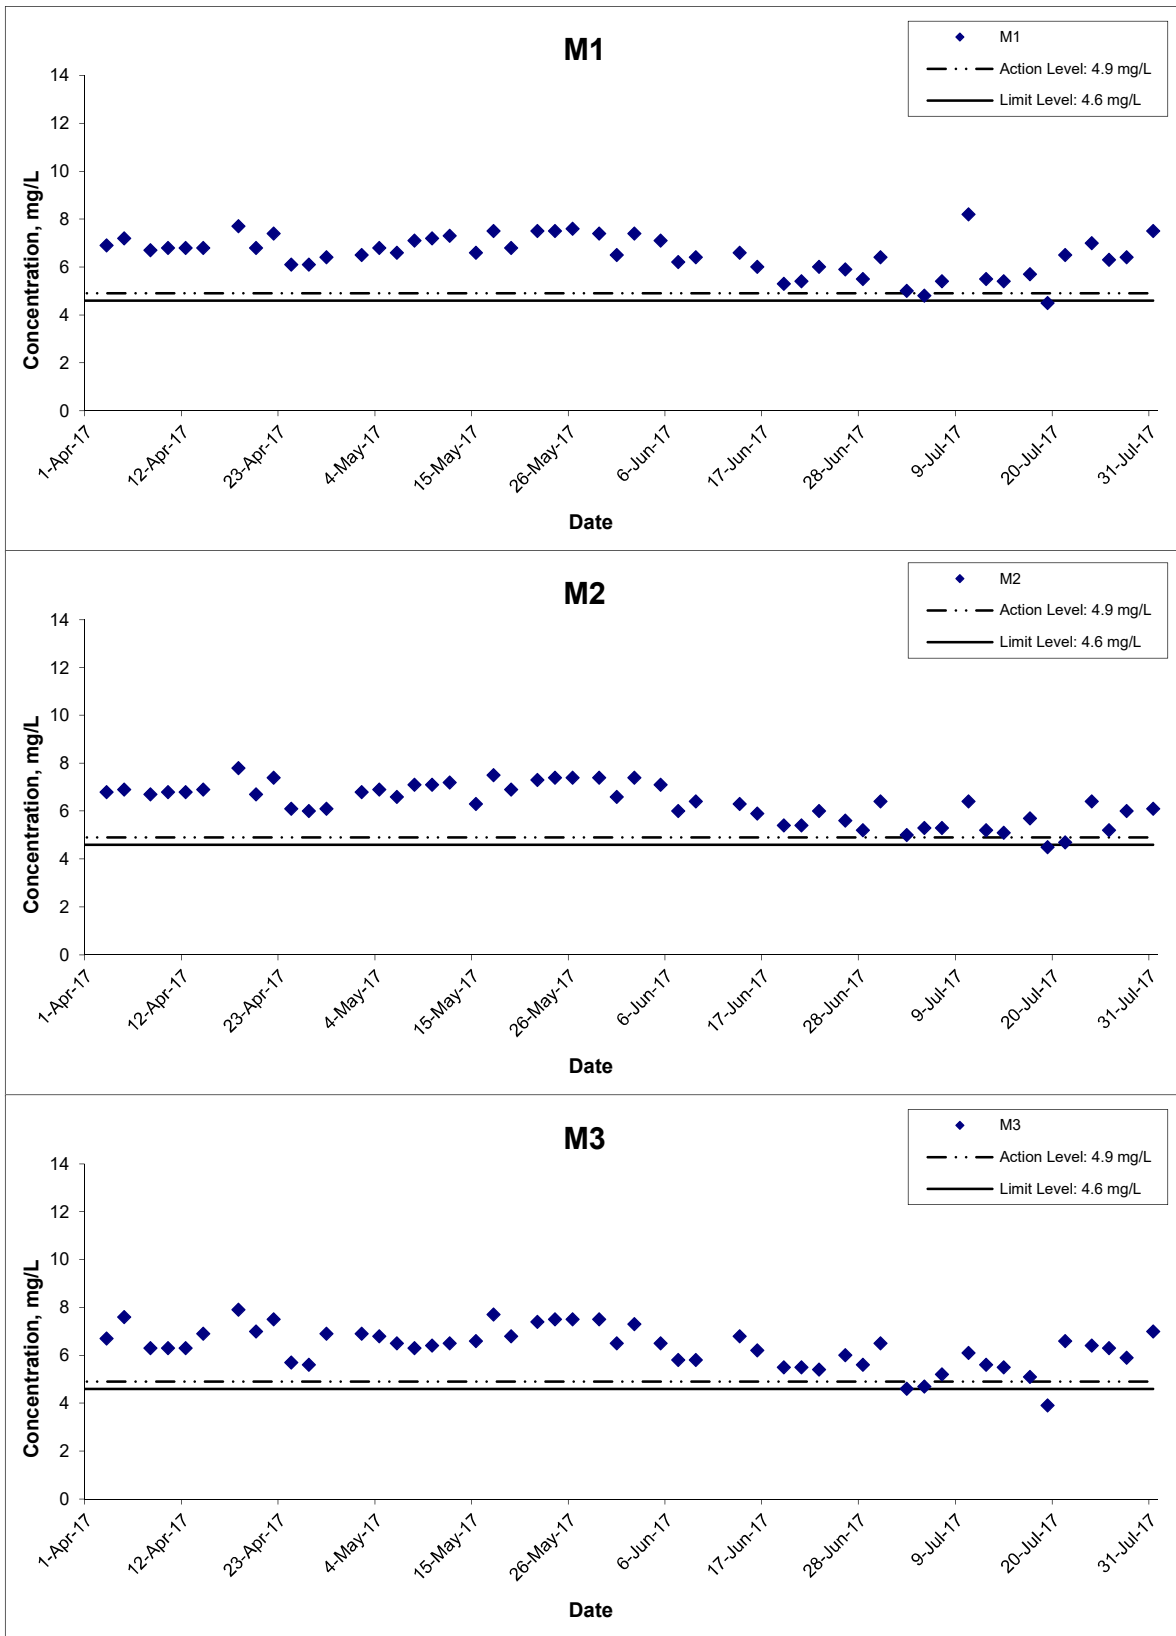 M1
M1
Action Level: 4.9 mg/L
Limit Level: 4.6 mg/L
Concentration, mg/L
14
12
10
8
6
4
2
0
1-Apr-17
12-Apr-17
23-Apr-17
4-May-17
15-May-17
26-May-17
6-Jun-17
17-Jun-17
28-Jun-17
9-Jul-17
20-Jul-17
31-Jul-17
Date
M2
M2
Action Level: 4.9 mg/L
Limit Level: 4.6 mg/L
Concentration, mg/L
14
12
10
8
6
4
2
0
1-Apr-17
12-Apr-17
23-Apr-17
4-May-17
15-May-17
26-May-17
6-Jun-17
17-Jun-17
28-Jun-17
9-Jul-17
20-Jul-17
31-Jul-17
Date
M3
M3
Action Level: 4.9 mg/L
Limit Level: 4.6 mg/L
Concentration, mg/L
14
12
10
8
6
4
2
0
1-Apr-17
12-Apr-17
23-Apr-17
4-May-17
15-May-17
26-May-17
6-Jun-17
17-Jun-17
28-Jun-17
9-Jul-17
20-Jul-17
31-Jul-17
Date